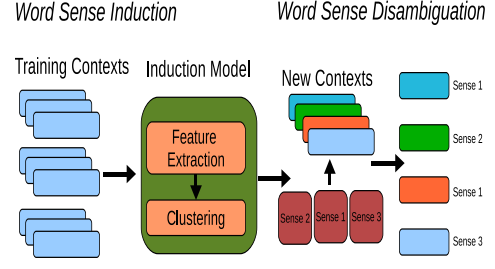 Word Sense Induction
Word Sense Disambiguation
Training Contexts
Induction Model
New Contexts
Feature
Extraction
Clustering
Sense 2
Sense 1
Sense 3
Sense 1
Sense 2
Sense 1
Sense 3